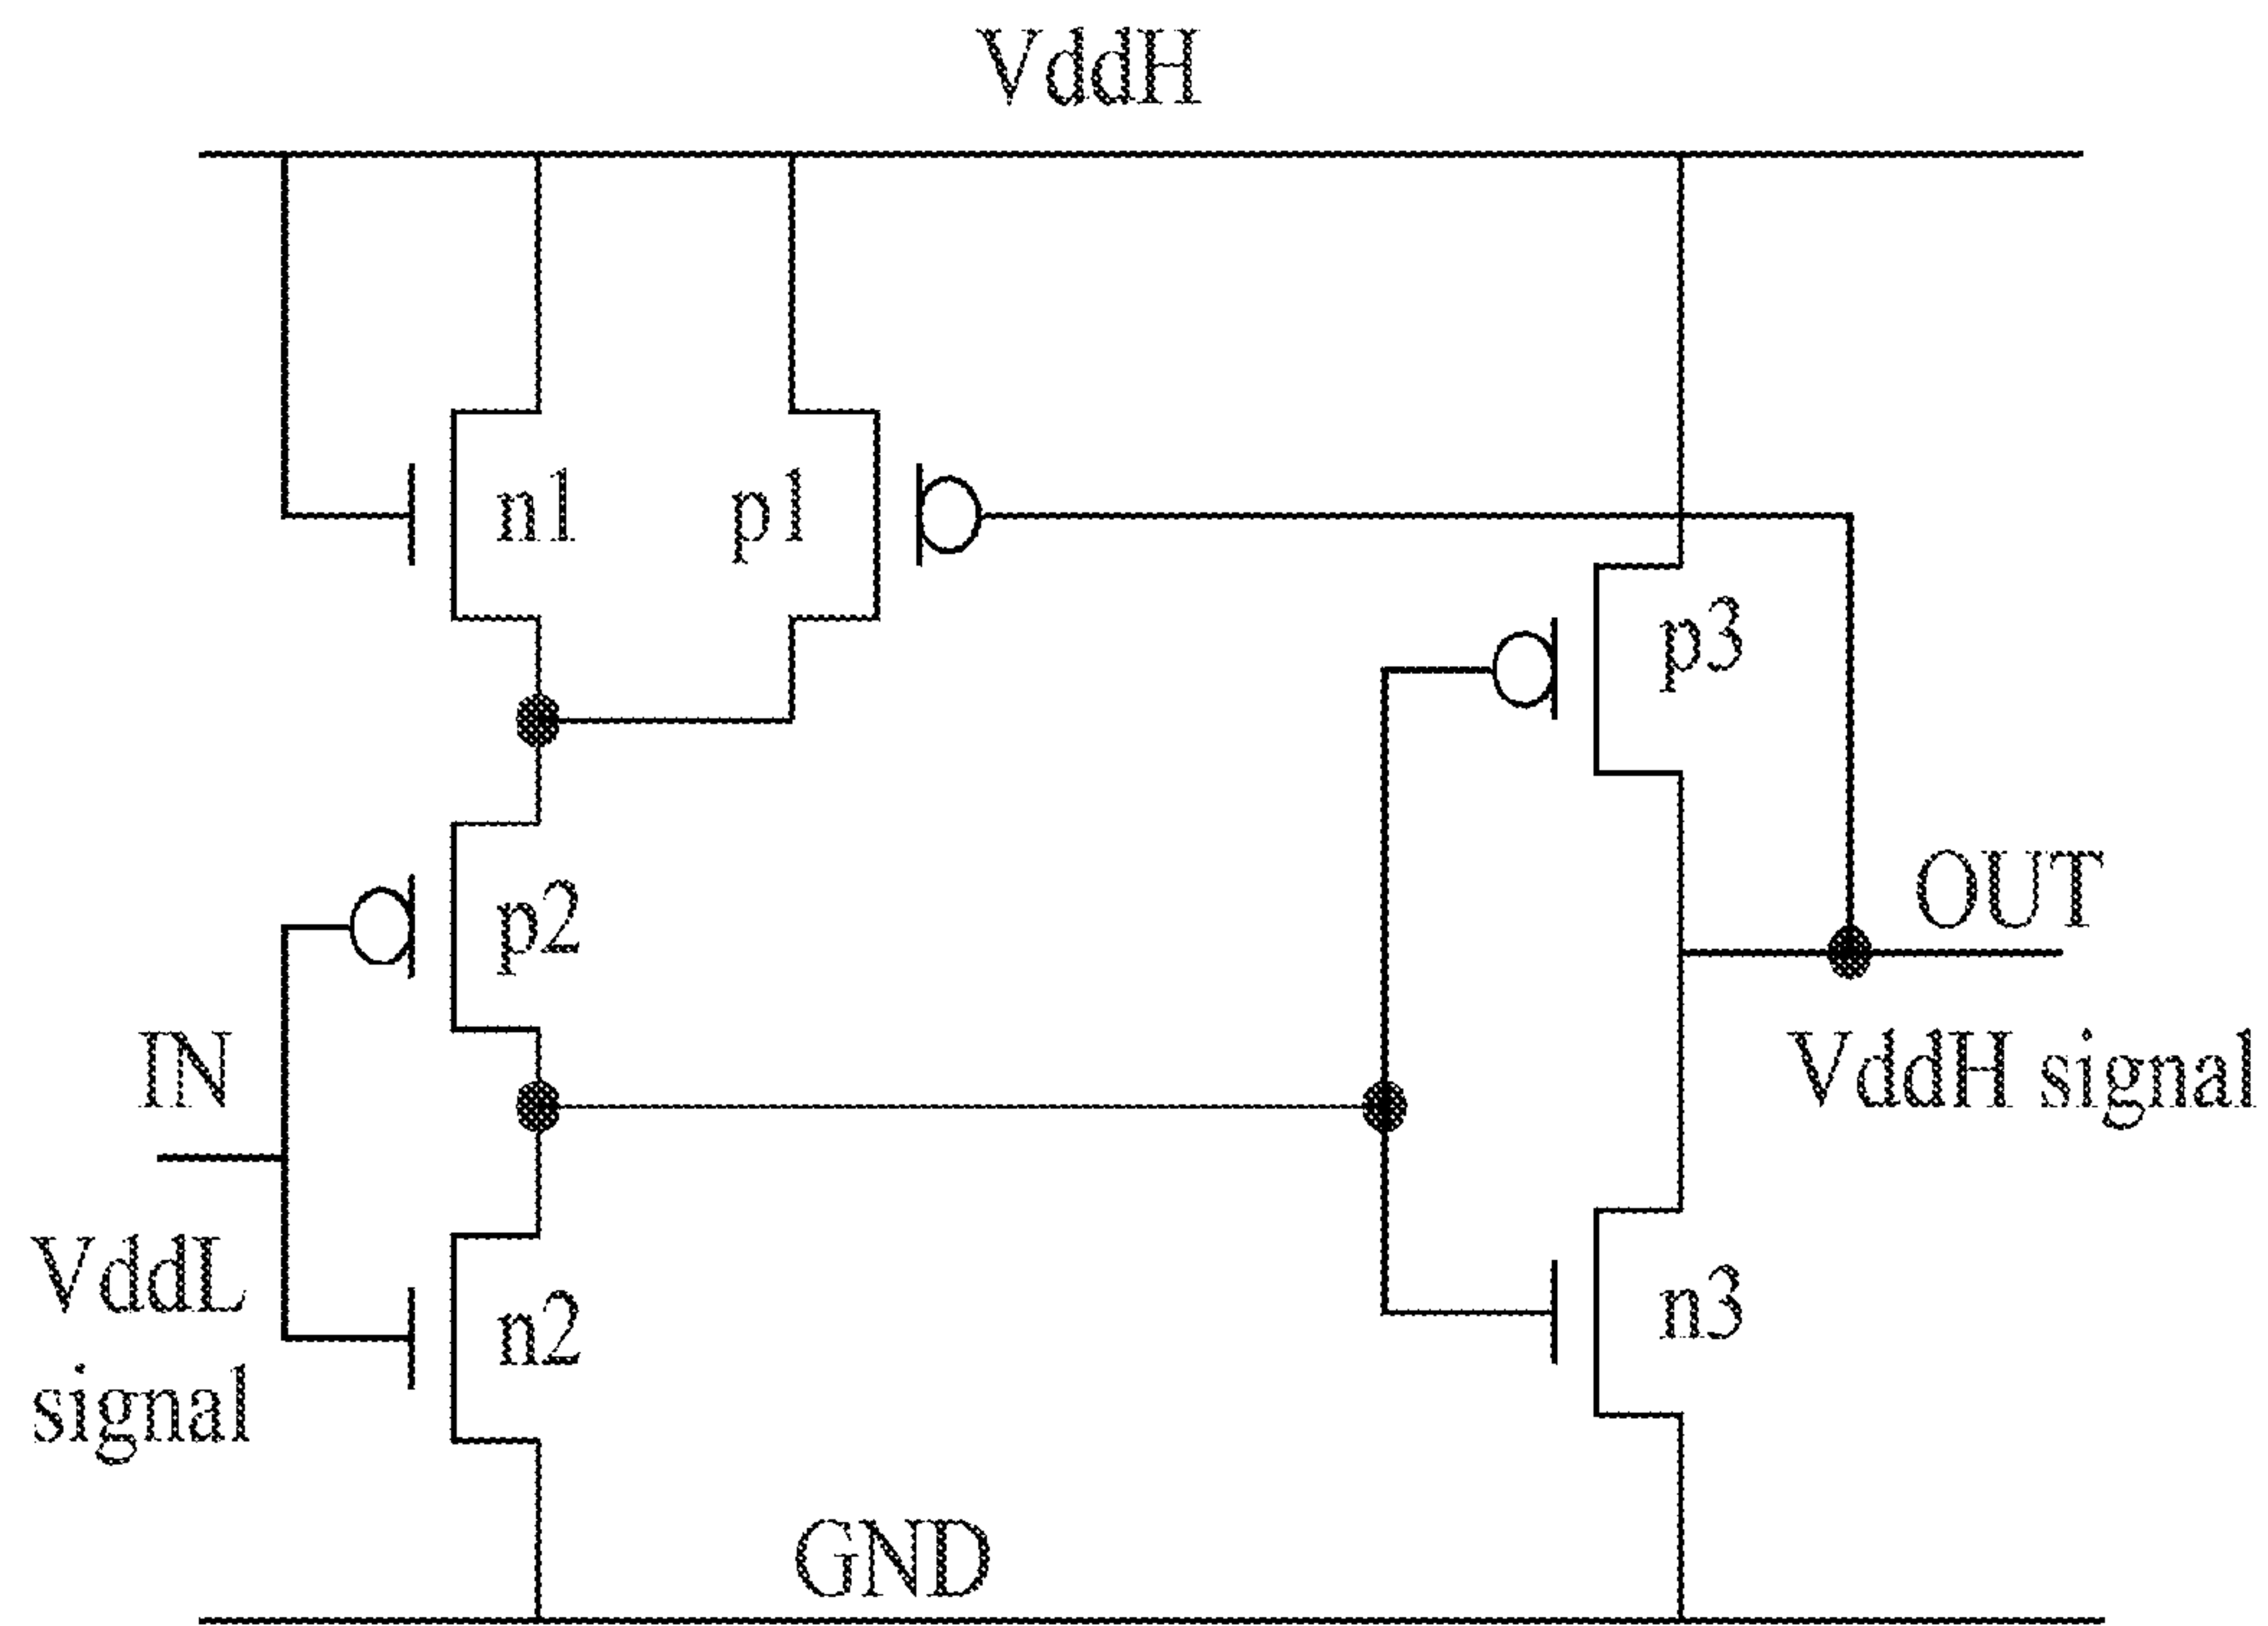 VddH
n1
p1
p3
p2
OUT
IN
VddH signal
VddL
signal
n2
n3
GND